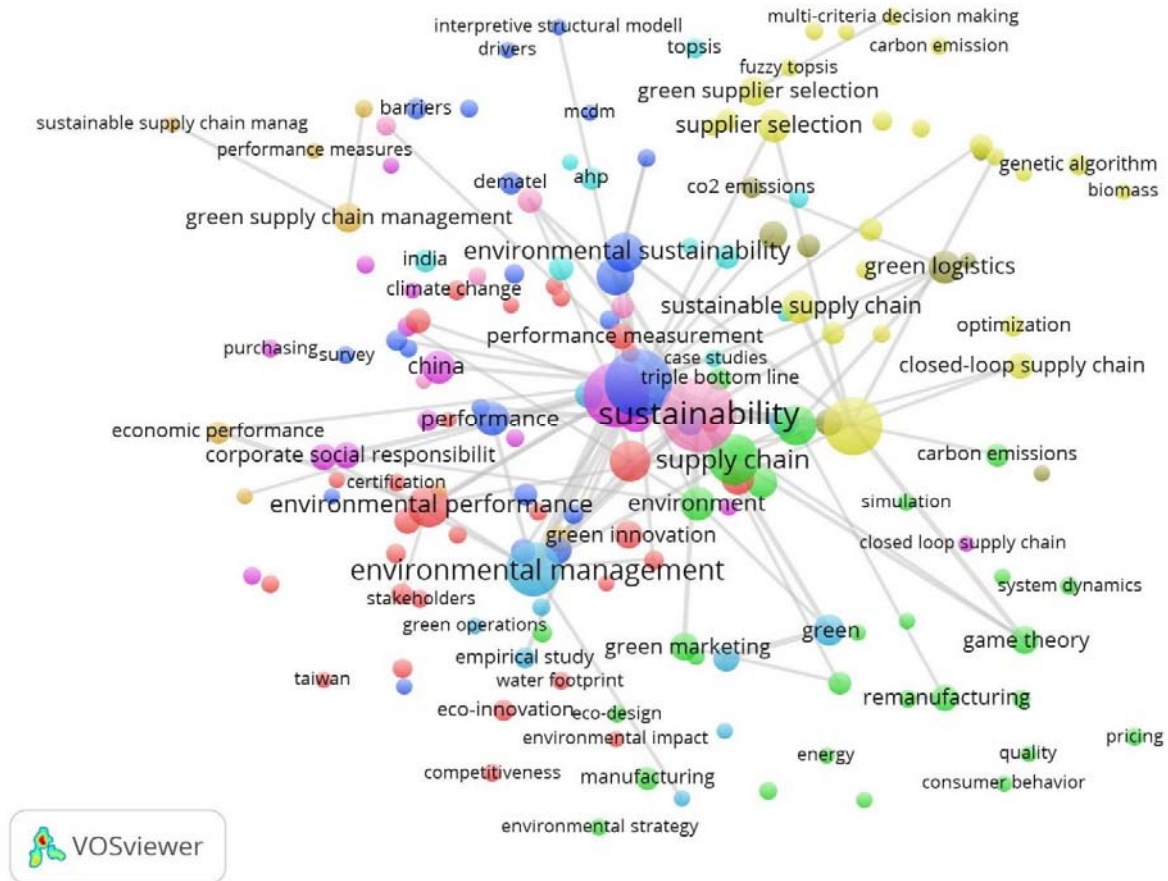 interpretive structural modell
multi-criteria decision making
drivers
topsis
carbon emission
fuzzy topsis
green supplier selection
barriers
mcdm
sustainable supply chain manag
supplier selection
performance measures
genetic algorithm
dematel
ahp
co2 emissions
biomass
green supply chain management
environmental sustainability
india
green logistics
climate change
sustainable supply chain
performance measurement
optimization
purchasing
survey
case studies
china
closed-loop supply chain
triple bottom line
sustainability
performance
economic performance
corporate social responsibilit
supply chain
carbon emissions
certification
environmental performance
environment
simulation
green innovation
closed loop supply chain
environmental management
system dynamics
stakeholders
green operations
green
game theory
green marketing
empirical study
taiwan
water footprint
remanufacturing
eco-innovation
eco-design
environmental impact
pricing
energy
quality
competitiveness
manufacturing
consumer behavior
environmental strategy
VOSviewer